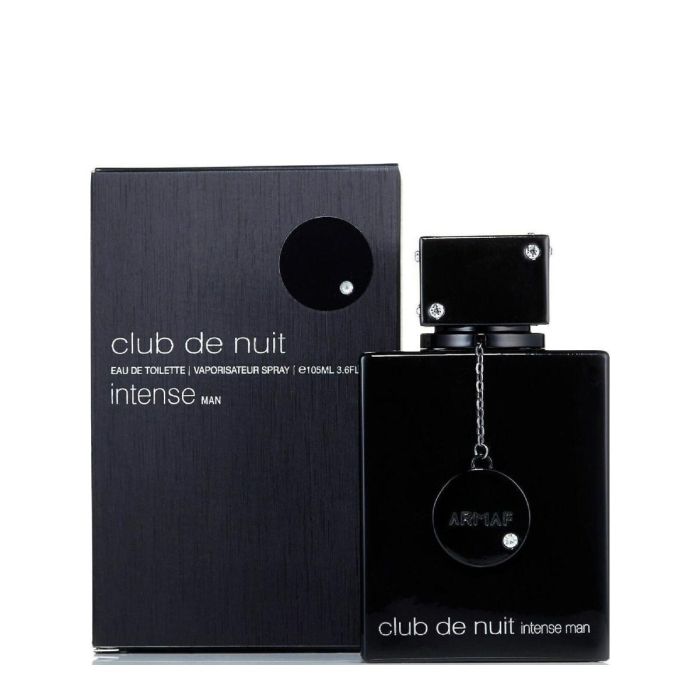 club de nuit
EAU DE TOILETTE | VAPORISATEUR SPRAY | ℮105ML 3.6FL
intense MAN
ARMAF
club de nuit intense man